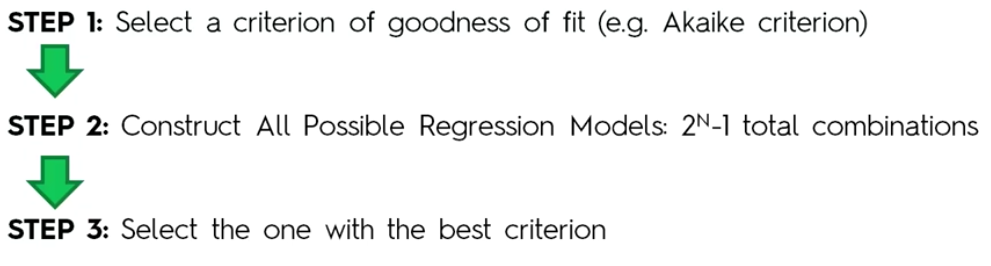 STEP 1: Select a criterion of goodness of fit (e.g. Akaike criterion)
STEP 2: Construct All Possible Regression Models: 2ᴺ-1 total combinations
STEP 3: Select the one with the best criterion